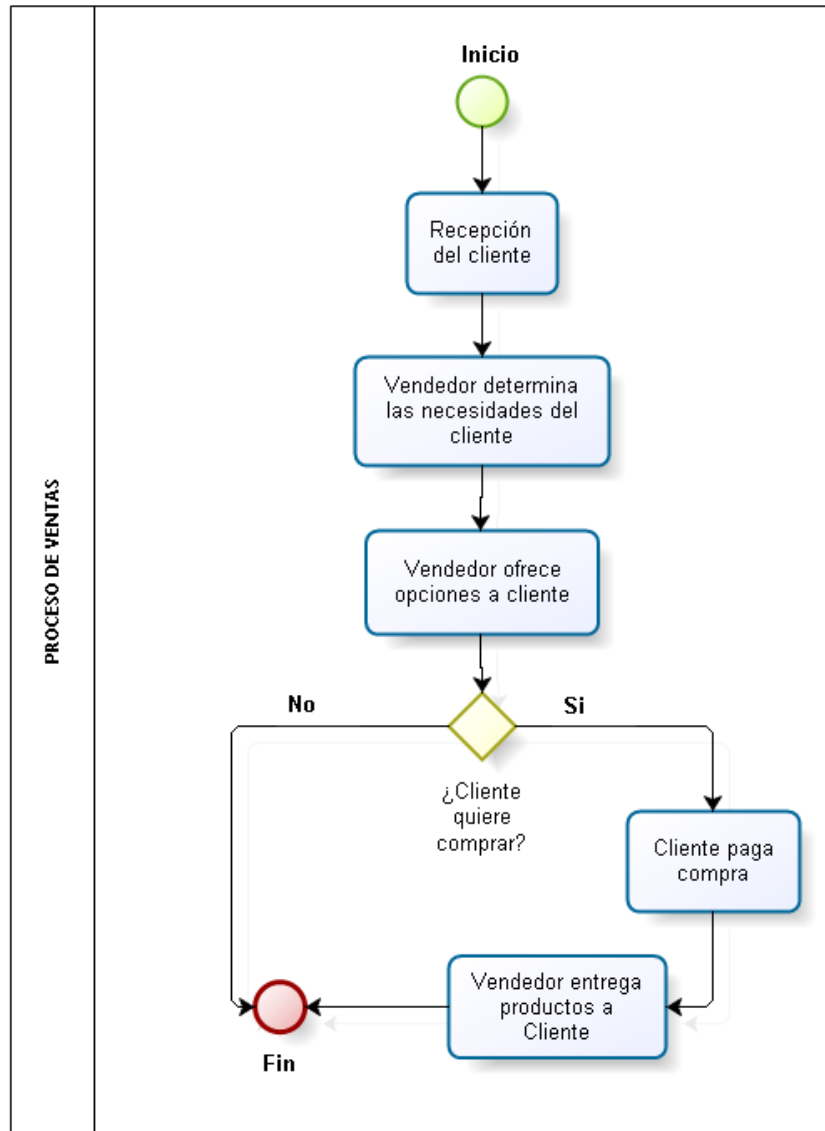 PROCESO DE VENTAS
Inicio
Recepción
del cliente
Vendedor determina
las necesidades del
cliente
Vendedor ofrece
opciones a cliente
No
Si
¿Cliente
quiere
comprar?
Cliente paga
compra
Vendedor entrega
productos a
Cliente
Fin